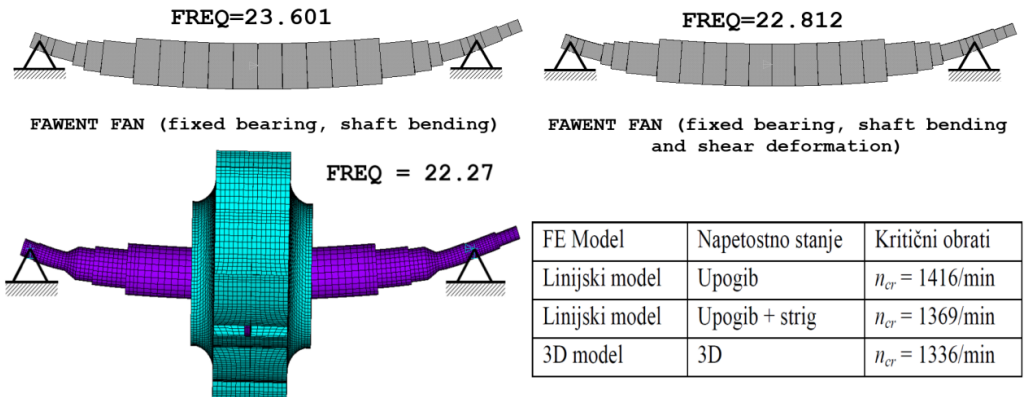 FREQ=23.601
FREQ=22.812
FAWENT FAN (fixed bearing, shaft bending)
FAWENT FAN (fixed bearing, shaft bending
and shear deformation)
FREQ = 22.27
FE Model Napetostno stanje Kritični obrati
Linijski model Upogib ncr = 1416/min
Linijski model Upogib + strig ncr = 1369/min
3D model 3D ncr = 1336/min